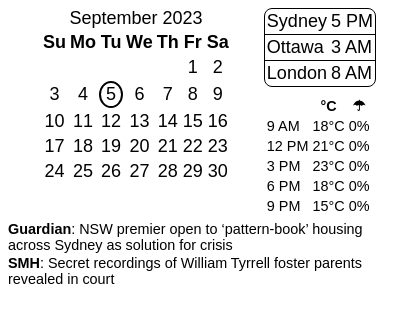 September 2023
Su Mo Tu We Th Fr Sa
1 2
3 4 5 6 7 8 9
10 11 12 13 14 15 16
17 18 19 20 21 22 23
24 25 26 27 28 29 30
Sydney 5 PM
Ottawa 3 AM
London 8 AM
°C ☂
9 AM 18°C 0%
12 PM 21°C 0%
3 PM 23°C 0%
6 PM 18°C 0%
9 PM 15°C 0%
Guardian: NSW premier open to ‘pattern-book’ housing
across Sydney as solution for crisis
SMH: Secret recordings of William Tyrrell foster parents
revealed in court